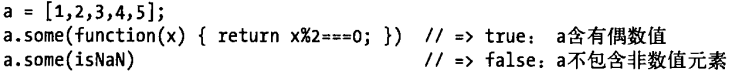 a = [1,2,3,4,5];
a.some(function(x) { return x%2===0; }) // => true: a含有偶数值
a.some(isNaN) // => false; a不包含非数值元素